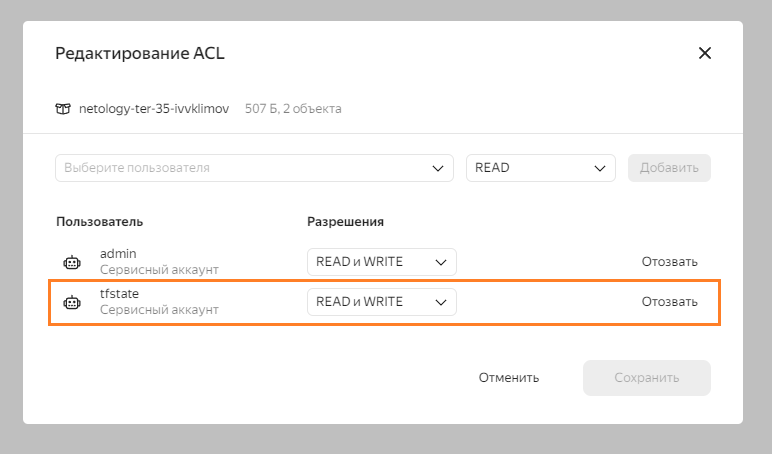 Редактирование ACL
netology-ter-35-ivvklimov 507 Б, 2 объекта
Выберите пользователя READ Добавить
Пользователь Разрешения
admin
Сервисный аккаунт READ и WRITE Отозвать
tfstate
Сервисный аккаунт READ и WRITE Отозвать
Отменить Сохранить